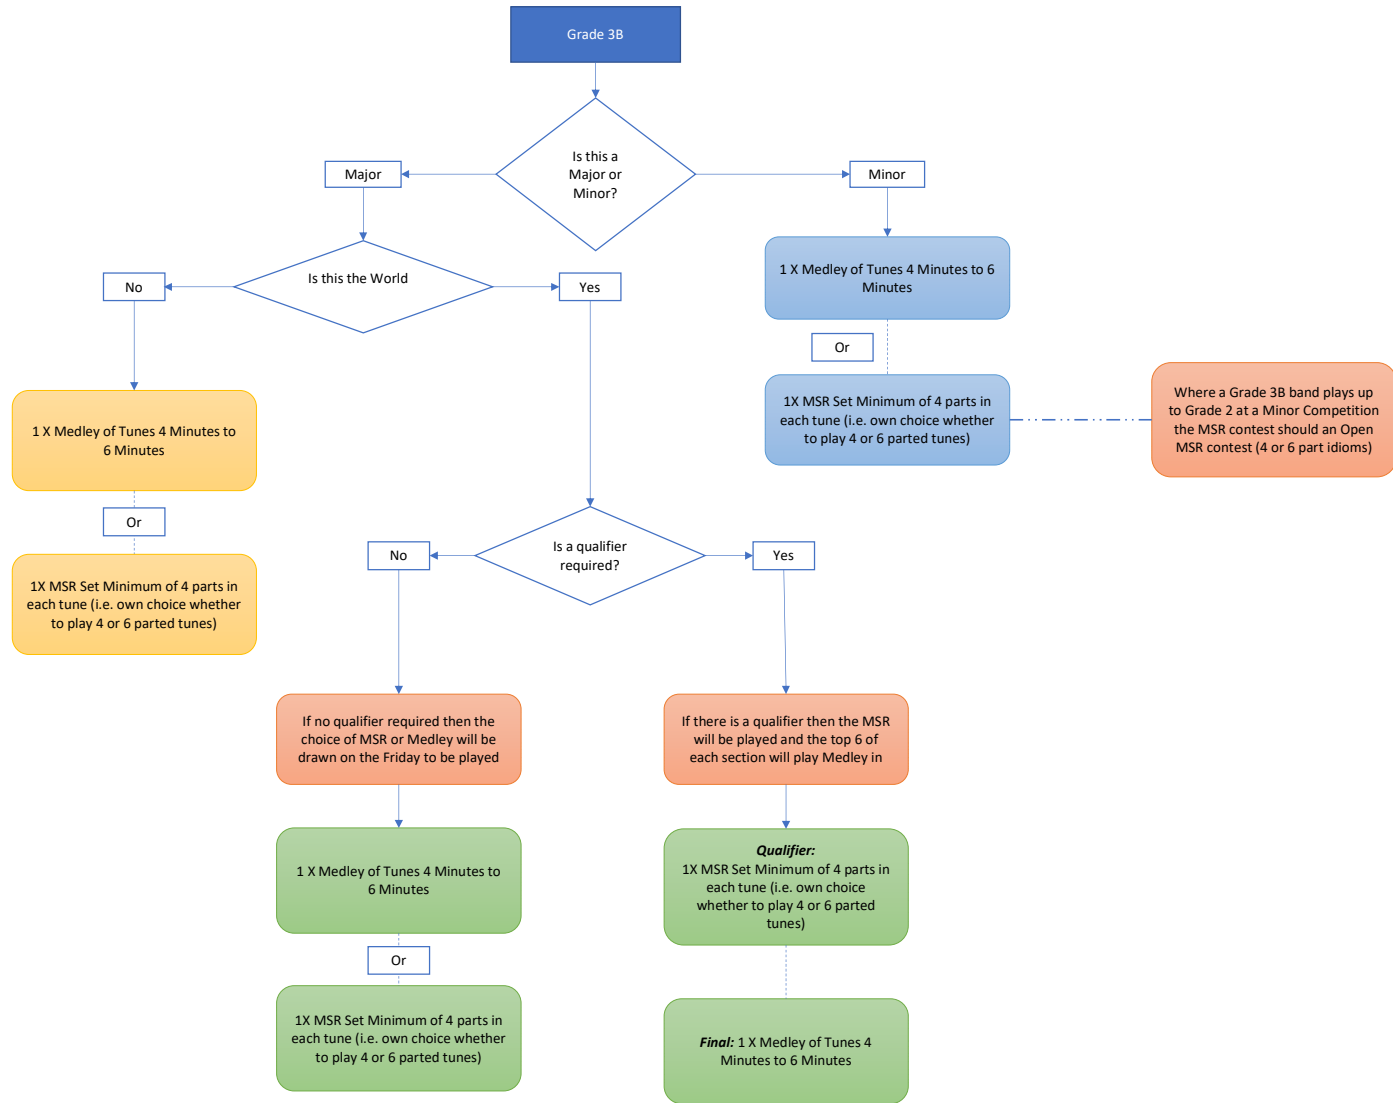 Grade 3B
Is this a
Major or
Minor?
Major
Minor
Is this the World
No
Yes
1 X Medley of Tunes 4 Minutes to 6
Minutes
Or
1X MSR Set Minimum of 4 parts in
each tune (i.e. own choice whether
to play 4 or 6 parted tunes)
Where a Grade 3B band plays up
to Grade 2 at a Minor Competition
the MSR contest should an Open
MSR contest (4 or 6 part idioms)
1 X Medley of Tunes 4 Minutes to
6 Minutes
Or
1X MSR Set Minimum of 4 parts in
each tune (i.e. own choice whether
to play 4 or 6 parted tunes)
Is a qualifier
required?
No
Yes
If no qualifier required then the
choice of MSR or Medley will be
drawn on the Friday to be played
If there is a qualifier then the MSR
will be played and the top 6 of
each section will play Medley in
1 X Medley of Tunes 4 Minutes to
6 Minutes
Or
1X MSR Set Minimum of 4 parts in
each tune (i.e. own choice whether
to play 4 or 6 parted tunes)
Qualifier:
1X MSR Set Minimum of 4 parts in
each tune (i.e. own choice
whether to play 4 or 6 parted
tunes)
Final: 1 X Medley of Tunes 4
Minutes to 6 Minutes